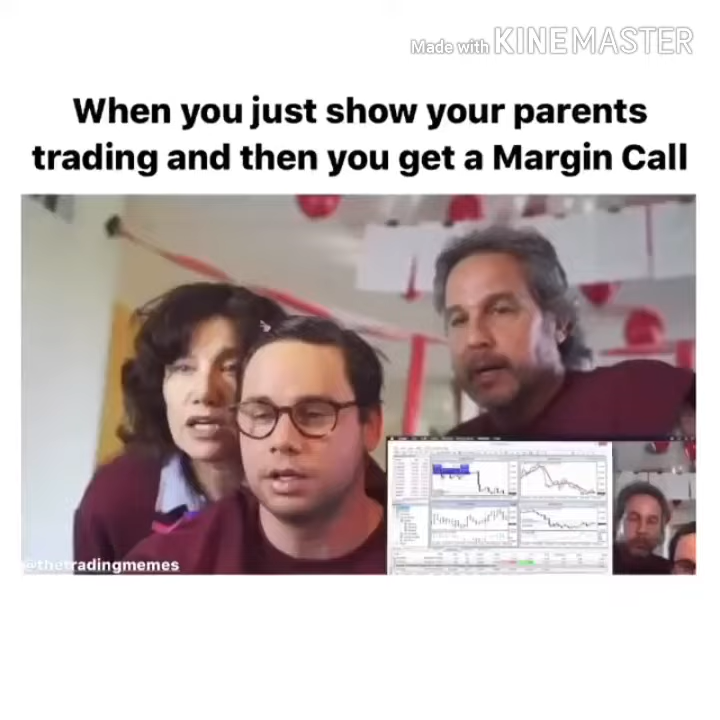 Made with KINEMASTER
When you just show your parents
trading and then you get a Margin Call
@thetradingmemes